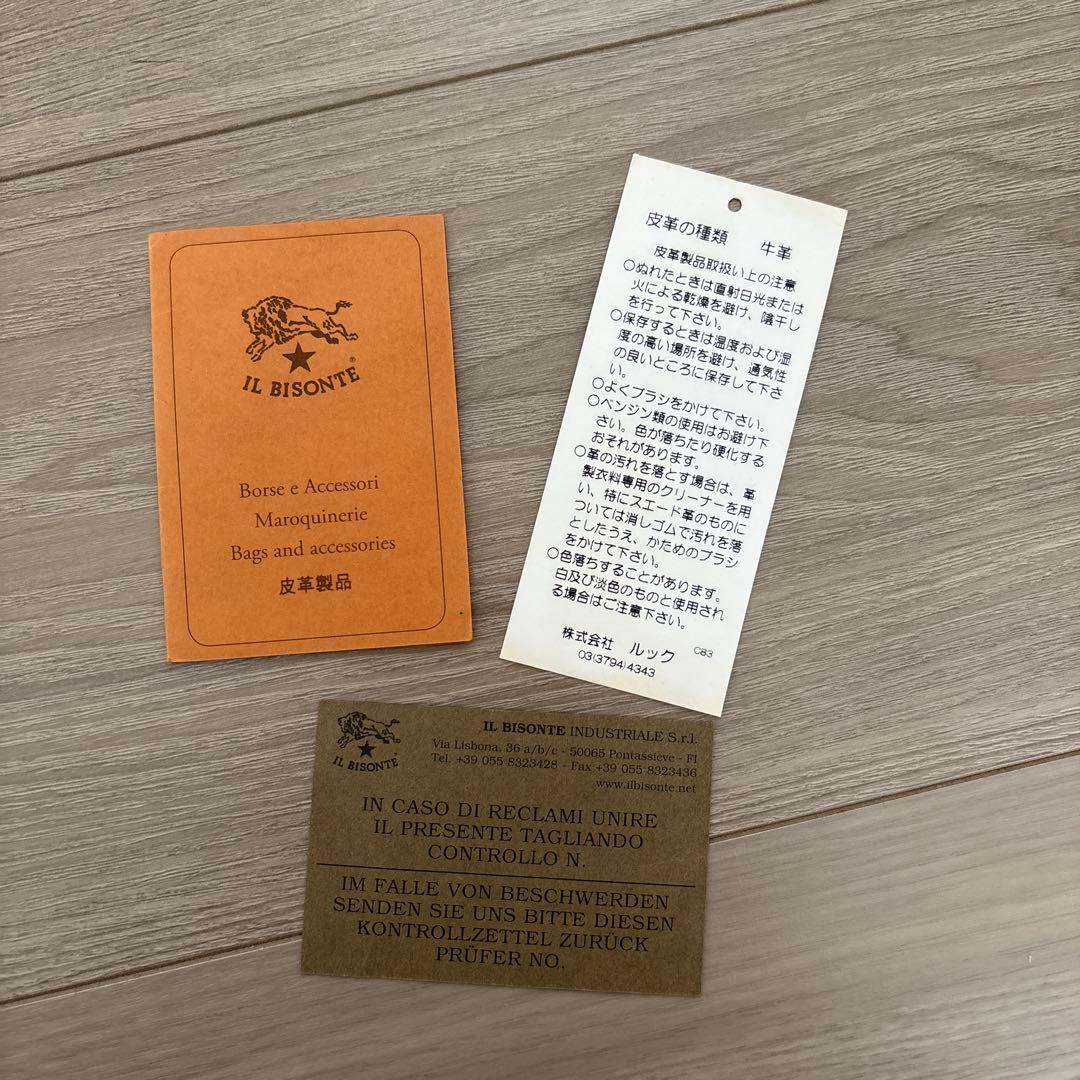 IL BISONTE®
Borse e Accessori
Maroquinerie
Bags and accessories
皮革製品
皮革の種類 牛革
皮革製品取扱い上の注意
○ぬれたときは直射日光または
火による乾燥を避け、陰干し
を行って下さい。
○保存するときは温度および湿
度の高い場所を避け、通気性
の良いところに保存して下さ
い。
○よくブラシをかけて下さい。
○ベンジン類の使用はお避け下
さい。色が落ちたり硬化する
おそれがあります。
○革の汚れを落とす場合は、革
製衣料専用のクリーナーを用
い、特にスエード革のものに
ついては消しゴムで汚れを落
としたうえ、かためのブラシ
をかけて下さい。
○色落ちすることがあります。
白及び淡色のものと使用され
る場合はご注意下さい。
株式会社 ルック C83
03(3794)4343
IL BISONTE
IL BISONTE INDUSTRIALE S.r.l.
Via Lisbona, 36 a/b/c - 50065 Pontassieve - FI
Tel. +39 055 8323428 - Fax +39 055 8323436
www.ilbisonte.net
IN CASO DI RECLAMI UNIRE
IL PRESENTE TAGLIANDO
CONTROLLO N.
IM FALLE VON BESCHWERDEN
SENDEN SIE UNS BITTE DIESEN
KONTROLLZETTEL ZURÜCK
PRÜFER NO.